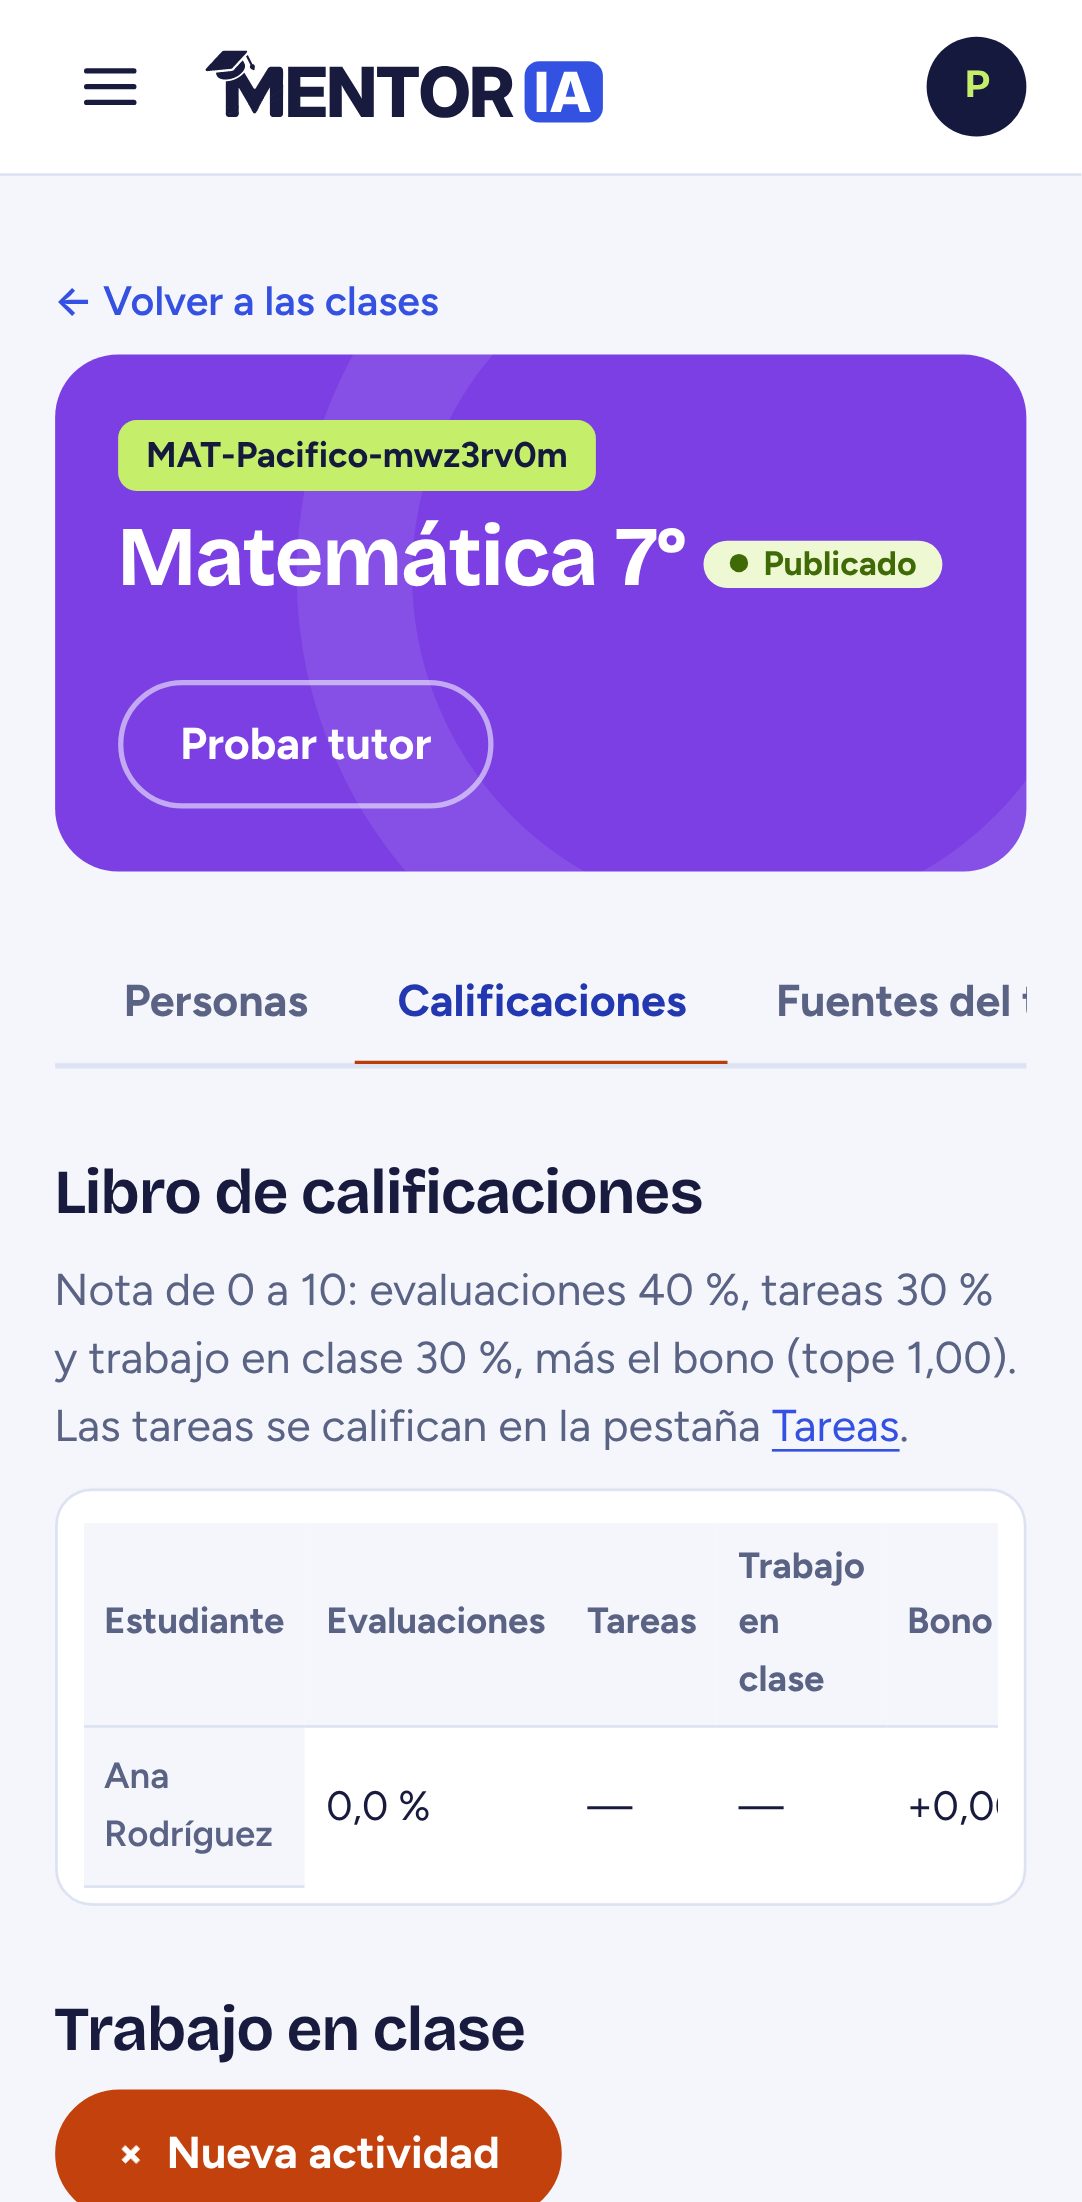 MENTOR IA
P
← Volver a las clases
MAT-Pacifico-mwz3rv0m
Matemática 7° Publicado
Probar tutor
Personas Calificaciones Fuentes del
Libro de calificaciones
Nota de 0 a 10: evaluaciones 40 %, tareas 30 %
y trabajo en clase 30 %, más el bono (tope 1,00).
Las tareas se califican en la pestaña Tareas.
Estudiante Evaluaciones Tareas Trabajo en clase Bono
Ana Rodríguez 0,0 % — — +0,0
Trabajo en clase
× Nueva actividad